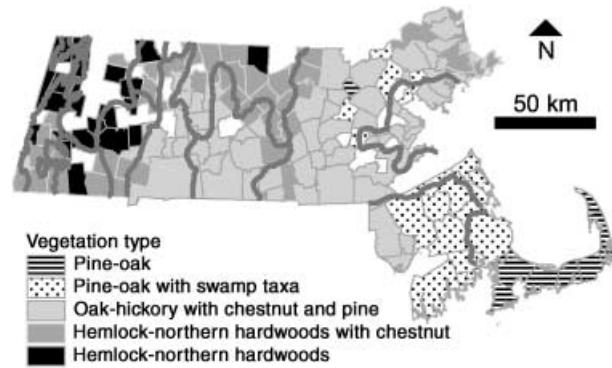 N
50 km
Vegetation type
Pine-oak
Pine-oak with swamp taxa
Oak-hickory with chestnut and pine
Hemlock-northern hardwoods with chestnut
Hemlock-northern hardwoods